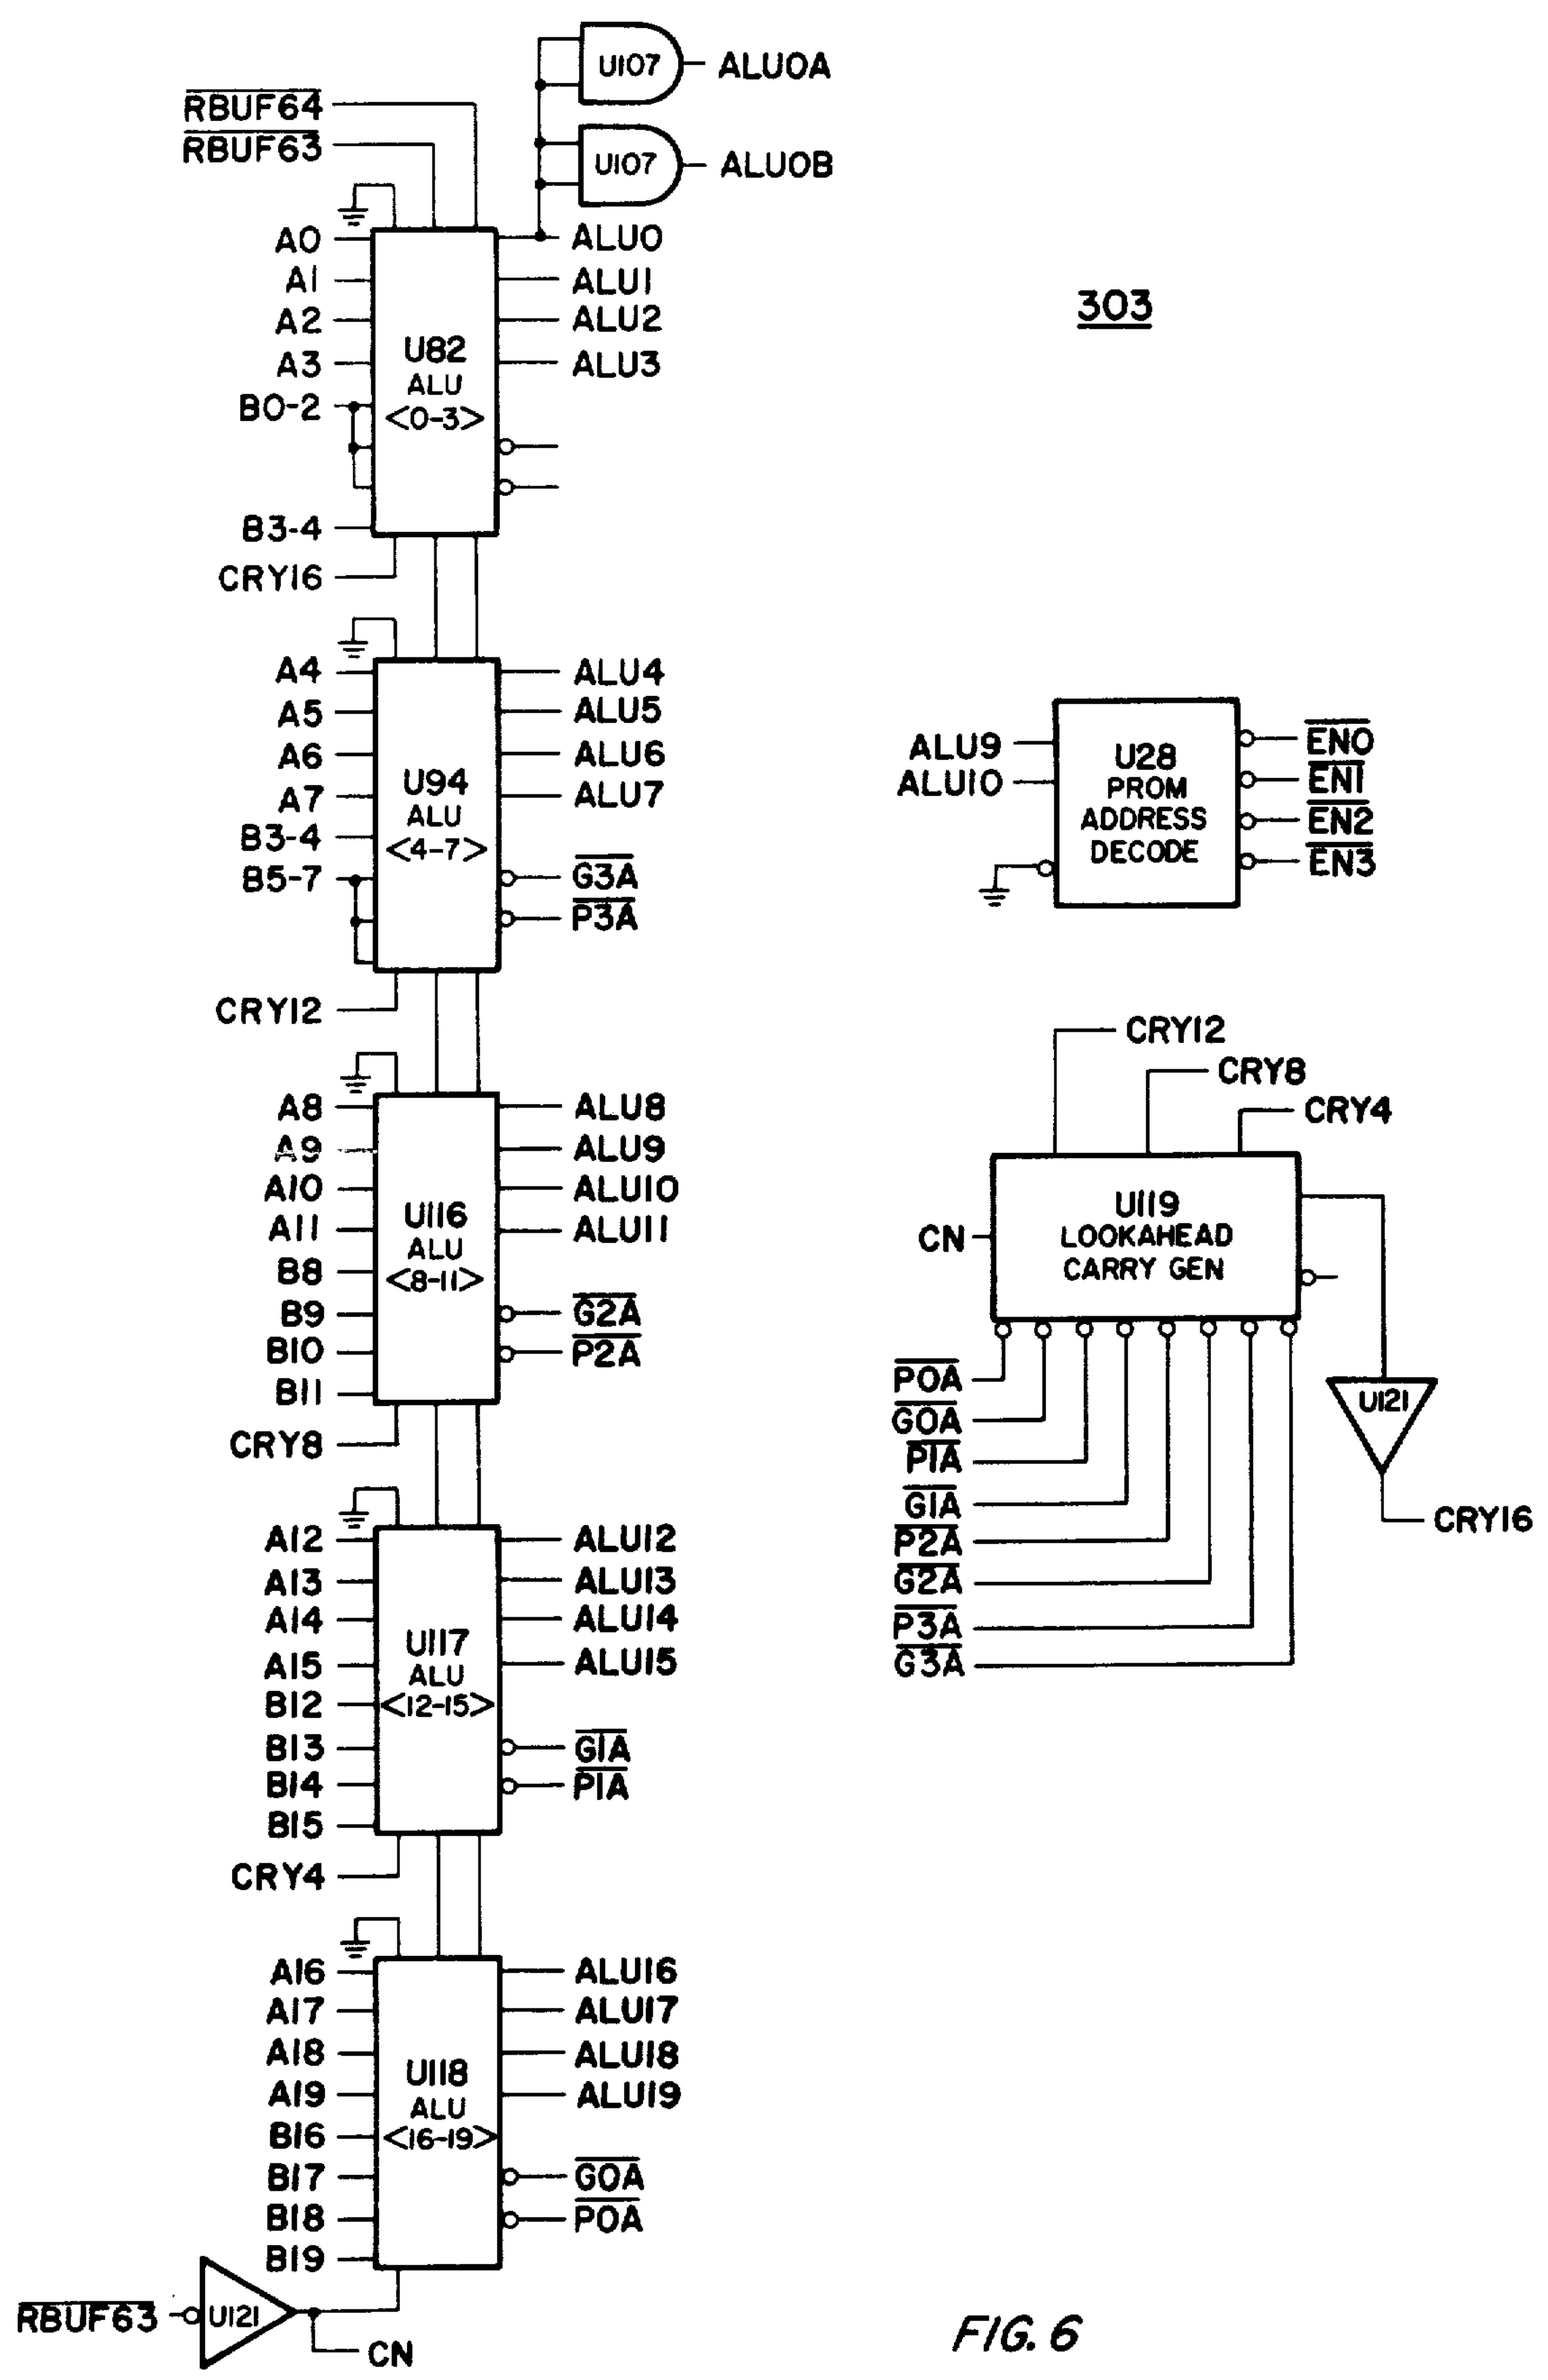 U107 ALU0A
RBUF64
RBUF63
U107 ALU0B
A0 ALU0
A1 ALU1
A2 ALU2
A3 ALU3
U82
ALU
<0-3>
B0-2
B3-4
CRY16
303
A4 ALU4
A5 ALU5
A6 ALU6
A7 ALU7
U94
ALU
<4-7>
B3-4
B5-7
G3A
P3A
CRY12
ALU9
ALU10
U28
PROM
ADDRESS
DECODE
EN0
EN1
EN2
EN3
A8 ALU8
A9 ALU9
A10 ALU10
A11 ALU11
U116
ALU
<8-11>
B8
B9 G2A
B10 P2A
B11
CRY8
CRY12
CRY8
CRY4
CN
U119
LOOKAHEAD
CARRY GEN
P0A
G0A
P1A
G1A
P2A
G2A
P3A
G3A
U121
CRY16
A12 ALU12
A13 ALU13
A14 ALU14
A15 ALU15
U117
ALU
<12-15>
B12
B13 G1A
B14 P1A
B15
CRY4
A16 ALU16
A17 ALU17
A18 ALU18
A19 ALU19
U118
ALU
<16-19>
B16
B17 G0A
B18 P0A
B19
RBUF63 U121
CN
FIG. 6